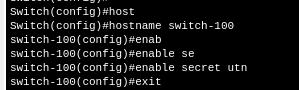 Switch(config)#host
Switch(config)#hostname switch-100
switch-100(config)#enab
switch-100(config)#enable se
switch-100(config)#enable secret utn
switch-100(config)#exit